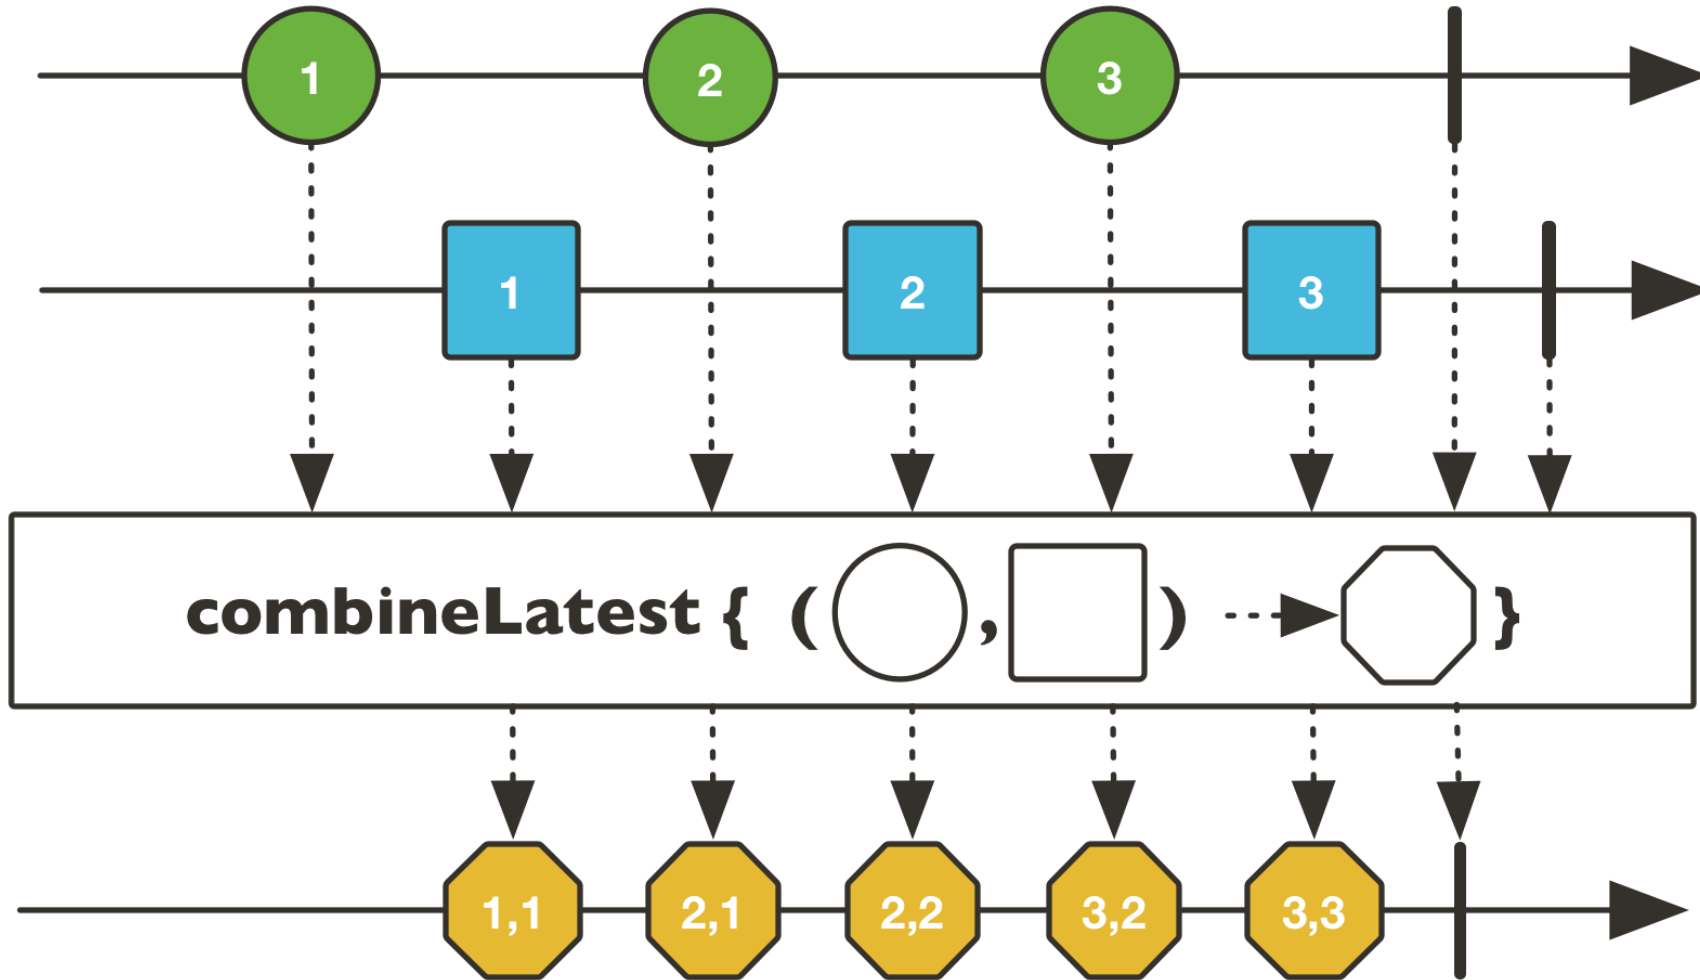 1 2 3
1 2 3
combineLatest { ( , ) }
1,1 2,1 2,2 3,2 3,3